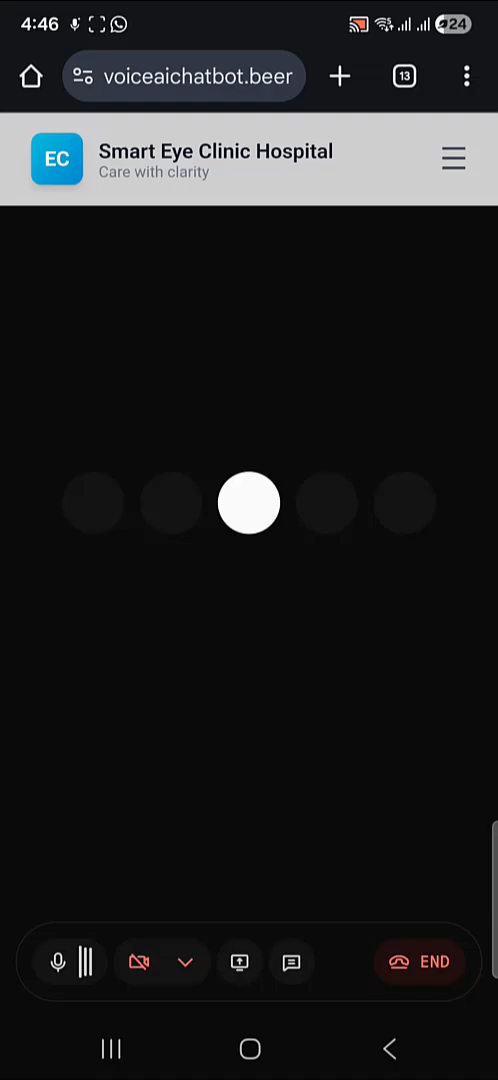 4:46
24
voiceaichatbot.beer
13
EC
Smart Eye Clinic Hospital
Care with clarity
END